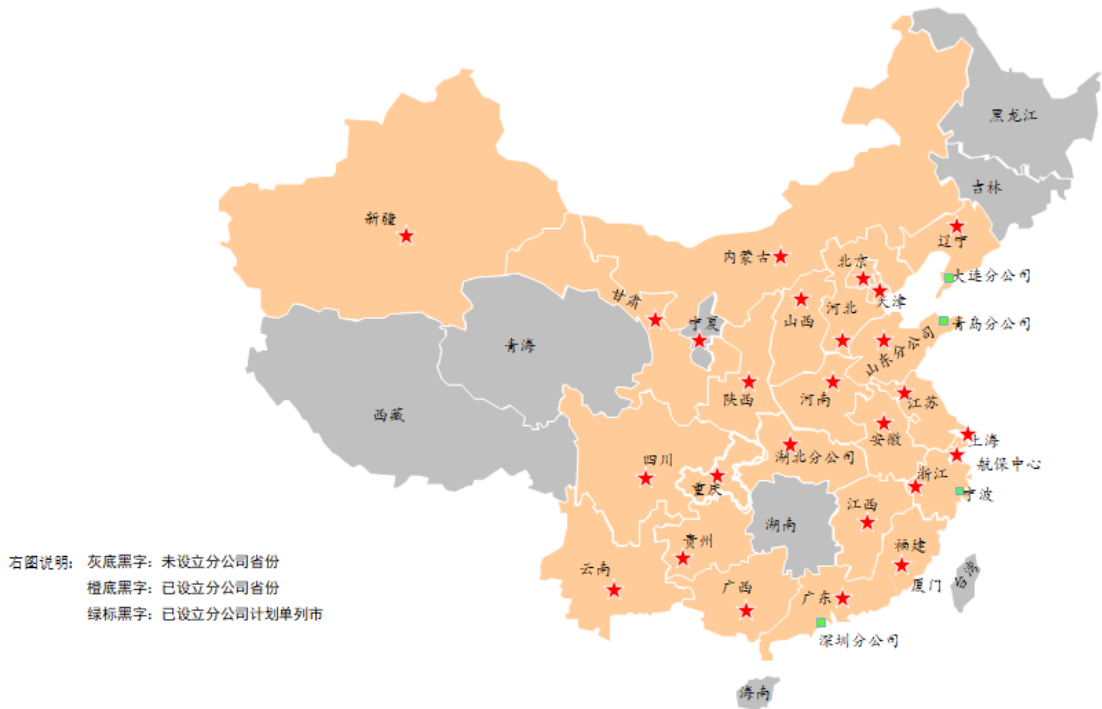 黑龙江
吉林
新疆
辽宁
内蒙古
北京
大连分公司
天津
甘肃
山西
河北
宁夏
青岛分公司
山东分公司
青海
陕西
河南
江苏
西藏
安徽
上海
湖北分公司
四川
航保中心
浙江
重庆
宁波
江西
湖南
贵州
福建
云南
台湾
厦门
广西
广东
深圳分公司
海南
右图说明：灰底黑字：未设立分公司省份
橙底黑字：已设立分公司省份
绿标黑字：已设立分公司计划单列市